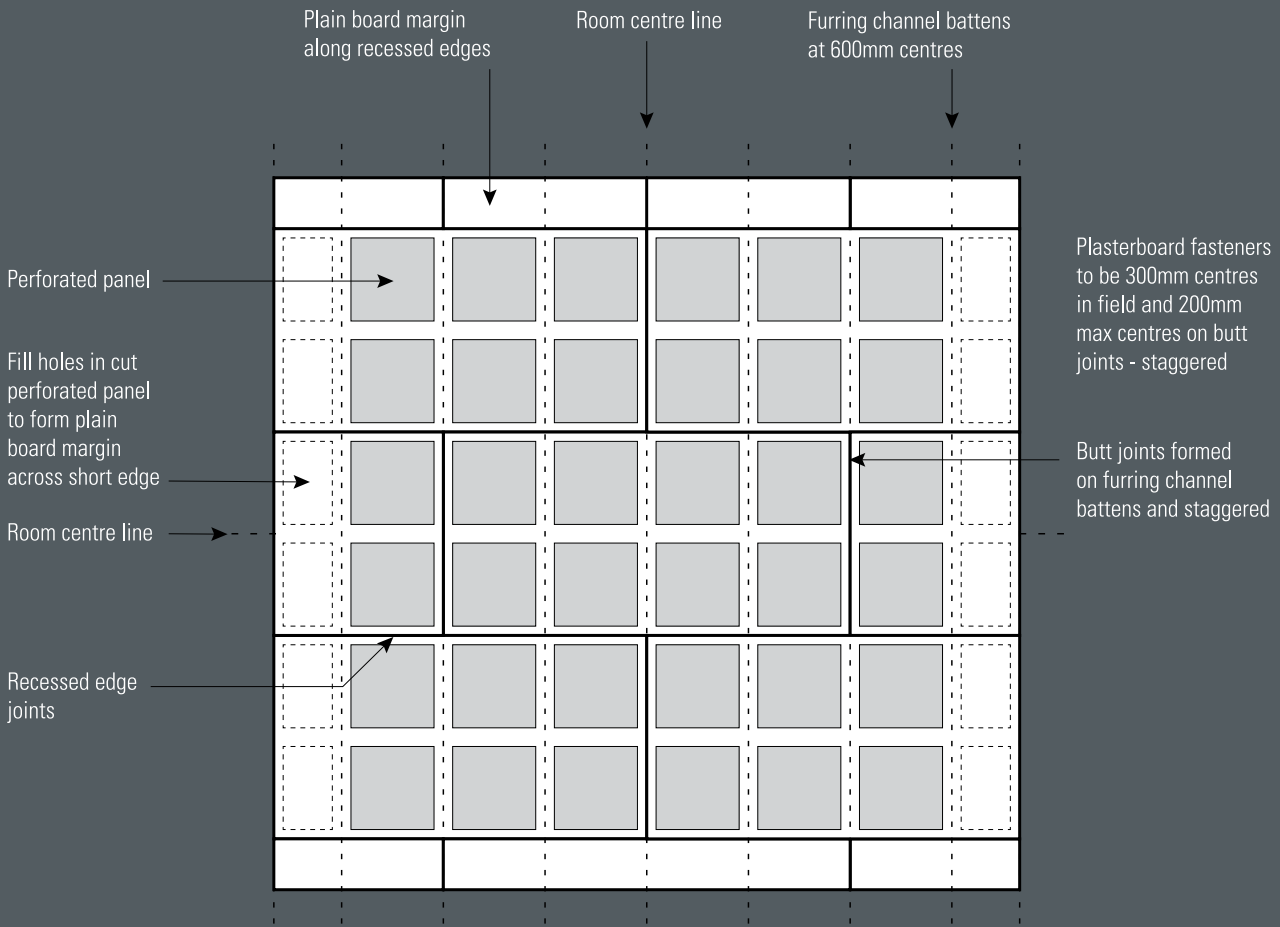 Plain board margin
along recessed edges
Room centre line
Furring channel battens
at 600mm centres
Perforated panel
Plasterboard fasteners
to be 300mm centres
in field and 200mm
max centres on butt
joints - staggered
Fill holes in cut
perforated panel
to form plain
board margin
across short edge
Butt joints formed
on furring channel
battens and staggered
Room centre line
Recessed edge
joints